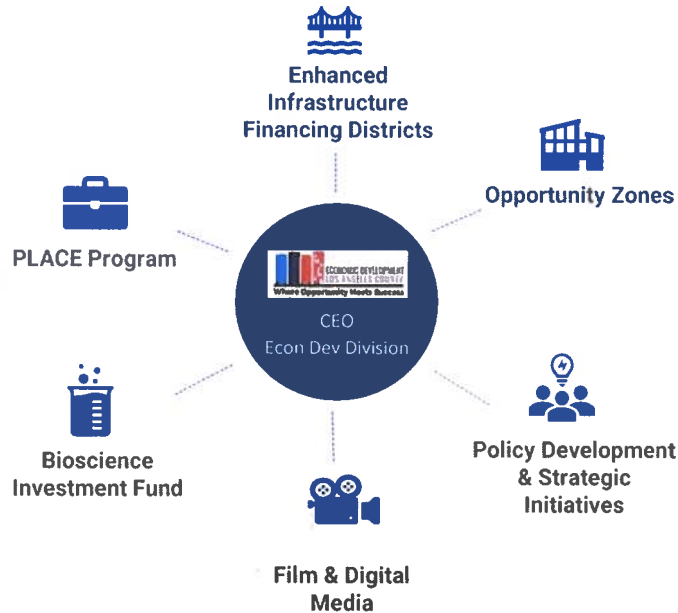 Enhanced
Infrastructure
Financing Districts
Opportunity Zones
PLACE Program
ECONOMIC DEVELOPMENT
LOS ANGELES COUNTY
Where Opportunity Meets Success
CEO
Econ Dev Division
Bioscience
Investment Fund
Policy Development
& Strategic
Initiatives
Film & Digital
Media